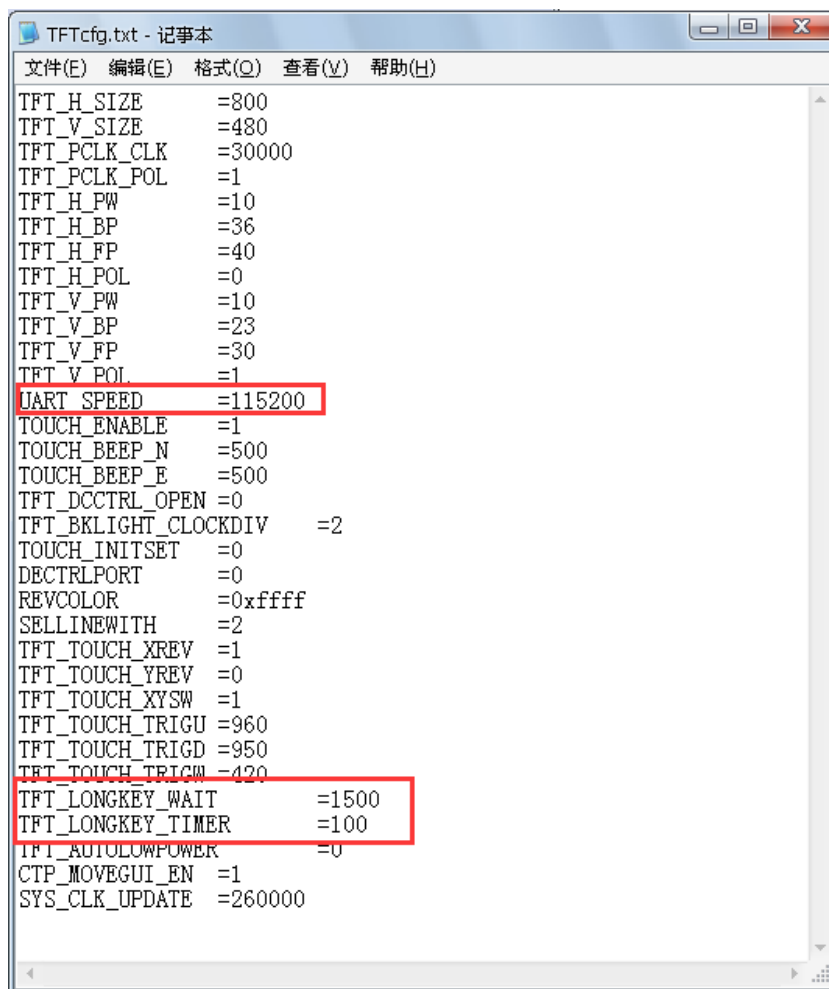 TFTcfg.txt - 记事本
文件(F) 编辑(E) 格式(O) 查看(V) 帮助(H)
TFT_H_SIZE =800
TFT_V_SIZE =480
TFT_PCLK_CLK =30000
TFT_PCLK_POL =1
TFT_H_PW =10
TFT_H_BP =36
TFT_H_FP =40
TFT_H_POL =0
TFT_V_PW =10
TFT_V_BP =23
TFT_V_FP =30
TFT_V_POL =1
UART_SPEED =115200
TOUCH_ENABLE =1
TOUCH_BEEP_N =500
TOUCH_BEEP_E =500
TFT_DCCTRL_OPEN =0
TFT_BKLIGHT_CLOCKDIV =2
TOUCH_INITSET =0
DECTRLPORT =0
REVCOLOR =0xffff
SELLINEWITH =2
TFT_TOUCH_XREV =1
TFT_TOUCH_YREV =0
TFT_TOUCH_XYSW =1
TFT_TOUCH_TRIGU =960
TFT_TOUCH_TRIGD =950
TFT_TOUCH_TRIGW =420
TFT_LONGKEY_WAIT =1500
TFT_LONGKEY_TIMER =100
TFT_AUTOLOWPOWER =0
CTP_MOVEGUI_EN =1
SYS_CLK_UPDATE =260000